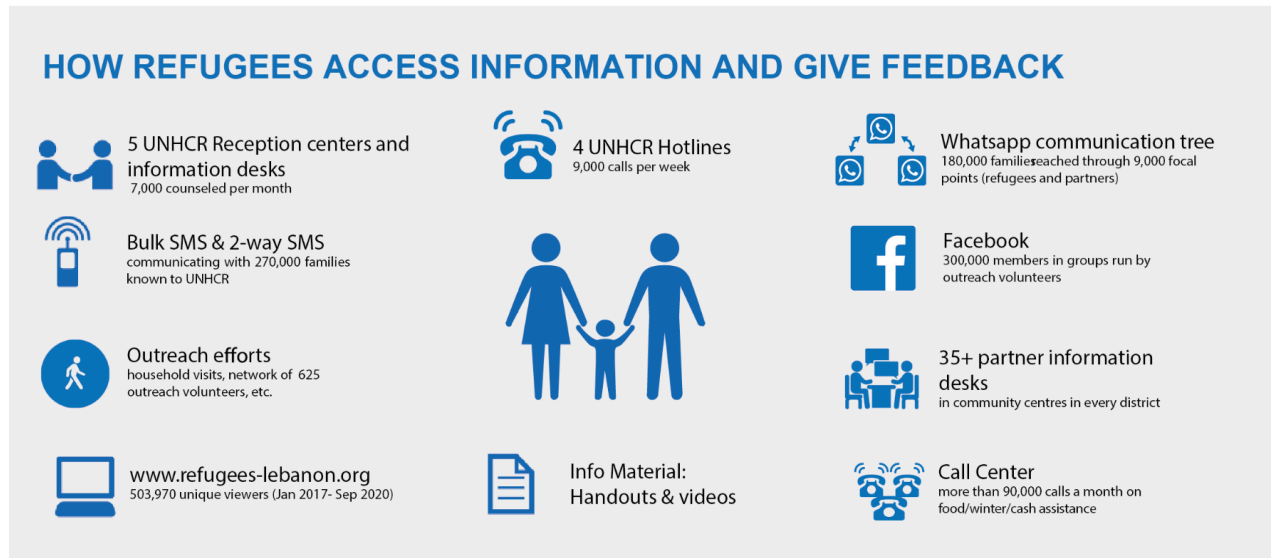 HOW REFUGEES ACCESS INFORMATION AND GIVE FEEDBACK
5 UNHCR Reception centers and
information desks
7,000 counseled per month
4 UNHCR Hotlines
9,000 calls per week
Whatsapp communication tree
180,000 families reached through 9,000 focal
points (refugees and partners)
Bulk SMS & 2-way SMS
communicating with 270,000 families
known to UNHCR
Facebook
300,000 members in groups run by
outreach volunteers
Outreach efforts
household visits, network of 625
outreach volunteers, etc.
35+ partner information
desks
in community centres in every district
www.refugees-lebanon.org
503,970 unique viewers (Jan 2017- Sep 2020)
Info Material:
Handouts & videos
Call Center
more than 90,000 calls a month on
food/winter/cash assistance